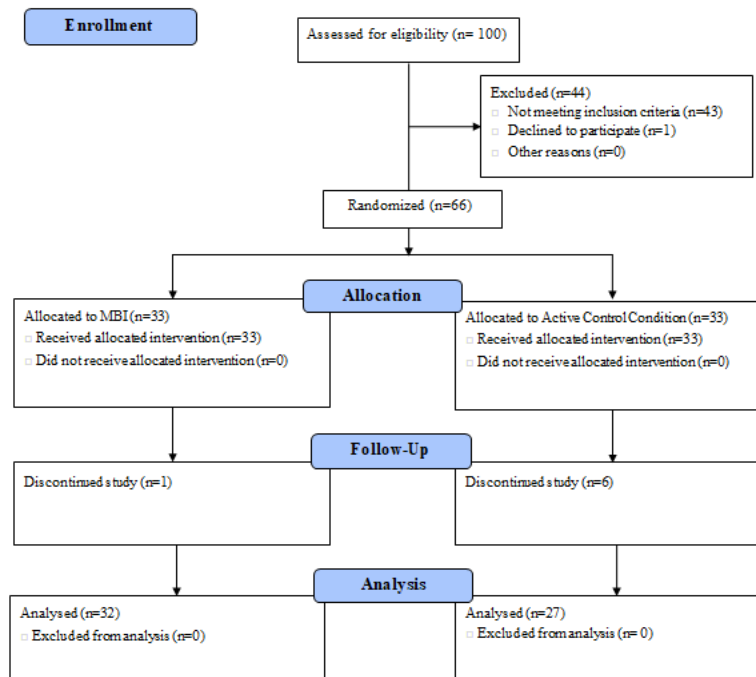 Enrollment
Assessed for eligibility (n= 100)
Excluded (n=44)
Not meeting inclusion criteria (n=43)
Declined to participate (n=1)
Other reasons (n=0)
Randomized (n=66)
Allocation
Allocated to MBI (n=33)
Received allocated intervention (n=33)
Did not receive allocated intervention (n=0)
Allocated to Active Control Condition (n=33)
Received allocated intervention (n=33)
Did not receive allocated intervention (n=0)
Follow-Up
Discontinued study (n=1)
Discontinued study (n=6)
Analysis
Analysed (n=32)
Excluded from analysis (n=0)
Analysed (n=27)
Excluded from analysis (n= 0)